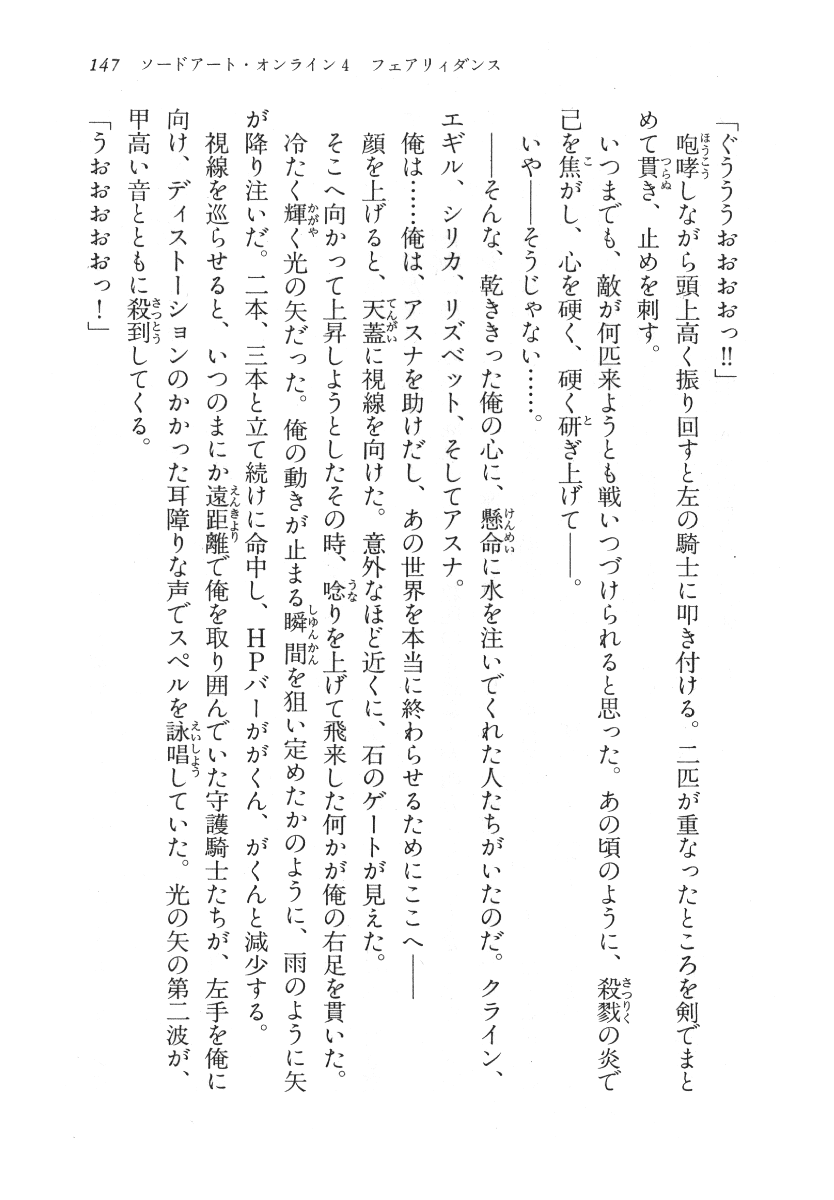 147 ソードアート・オンライン4 フェアリィダンス
「ぐうううおおおおっ!!」
咆哮しながら頭上高く振り回すと左の騎士に叩き付ける。二匹が重なったところを剣でまと
めて貫き、止めを刺す。
いつまでも、敵が何匹来ようとも戦いつづけられると思った。あの頃のように、殺戮の炎で
己を焦がし、心を硬く、硬く研ぎ上げて――。
いや――そうじゃない……。
――そんな、乾ききった俺の心に、懸命に水を注いでくれた人たちがいたのだ。クライン、
エギル、シリカ、リズベット、そしてアスナ。
俺は……俺は、アスナを助けだし、あの世界を本当に終わらせるためにここへ――
顔を上げると、天蓋に視線を向けた。意外なほど近くに、石のゲートが見えた。
そこへ向かって上昇しようとしたその時、唸りを上げて飛来した何かが俺の右足を貫いた。
冷たく輝く光の矢だった。俺の動きが止まる瞬間を狙い定めたかのように、雨のように矢
が降り注いだ。二本、三本と立て続けに命中し、HPバーががくん、がくんと減少する。
視線を巡らせると、いつのまにか遠距離で俺を取り囲んでいた守護騎士たちが、左手を俺に
向け、ディストーションのかかった耳障りな声でスペルを詠唱していた。光の矢の第二波が、
甲高い音とともに殺到してくる。
「うおおおおおっ!」